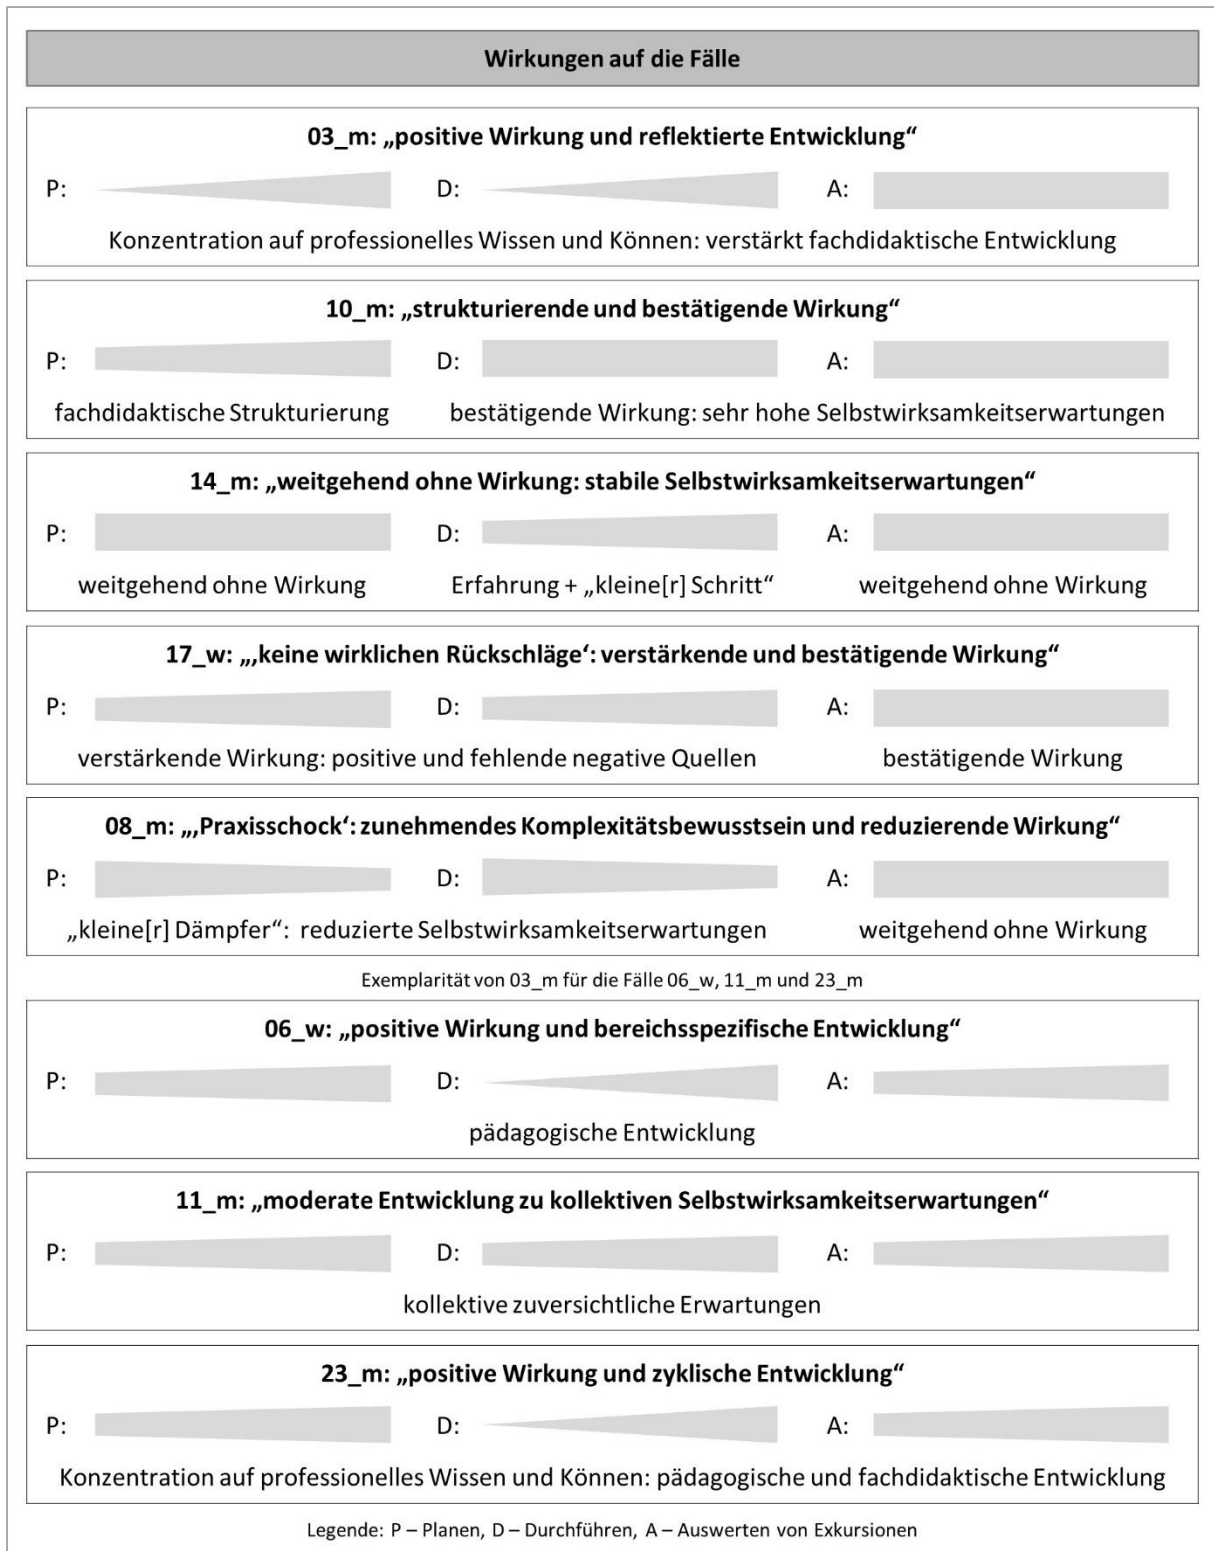 Wirkungen auf die Fälle
03_m: „positive Wirkung und reflektierte Entwicklung“
P: D: A:
Konzentration auf professionelles Wissen und Können: verstärkt fachdidaktische Entwicklung
10_m: „strukturierende und bestätigende Wirkung“
P: D: A:
fachdidaktische Strukturierung bestätigende Wirkung: sehr hohe Selbstwirksamkeitserwartungen
14_m: „weitgehend ohne Wirkung: stabile Selbstwirksamkeitserwartungen“
P: D: A:
weitgehend ohne Wirkung Erfahrung + „kleine[r] Schritt“ weitgehend ohne Wirkung
17_w: „‚keine wirklichen Rückschläge‘: verstärkende und bestätigende Wirkung“
P: D: A:
verstärkende Wirkung: positive und fehlende negative Quellen bestätigende Wirkung
08_m: „‚Praxisschock‘: zunehmendes Komplexitätsbewusstsein und reduzierende Wirkung“
P: D: A:
„kleine[r] Dämpfer“: reduzierte Selbstwirksamkeitserwartungen weitgehend ohne Wirkung
Exemplarität von 03_m für die Fälle 06_w, 11_m und 23_m
06_w: „positive Wirkung und bereichsspezifische Entwicklung“
P: D: A:
pädagogische Entwicklung
11_m: „moderate Entwicklung zu kollektiven Selbstwirksamkeitserwartungen“
P: D: A:
kollektive zuversichtliche Erwartungen
23_m: „positive Wirkung und zyklische Entwicklung“
P: D: A:
Konzentration auf professionelles Wissen und Können: pädagogische und fachdidaktische Entwicklung
Legende: P – Planen, D – Durchführen, A – Auswerten von Exkursionen